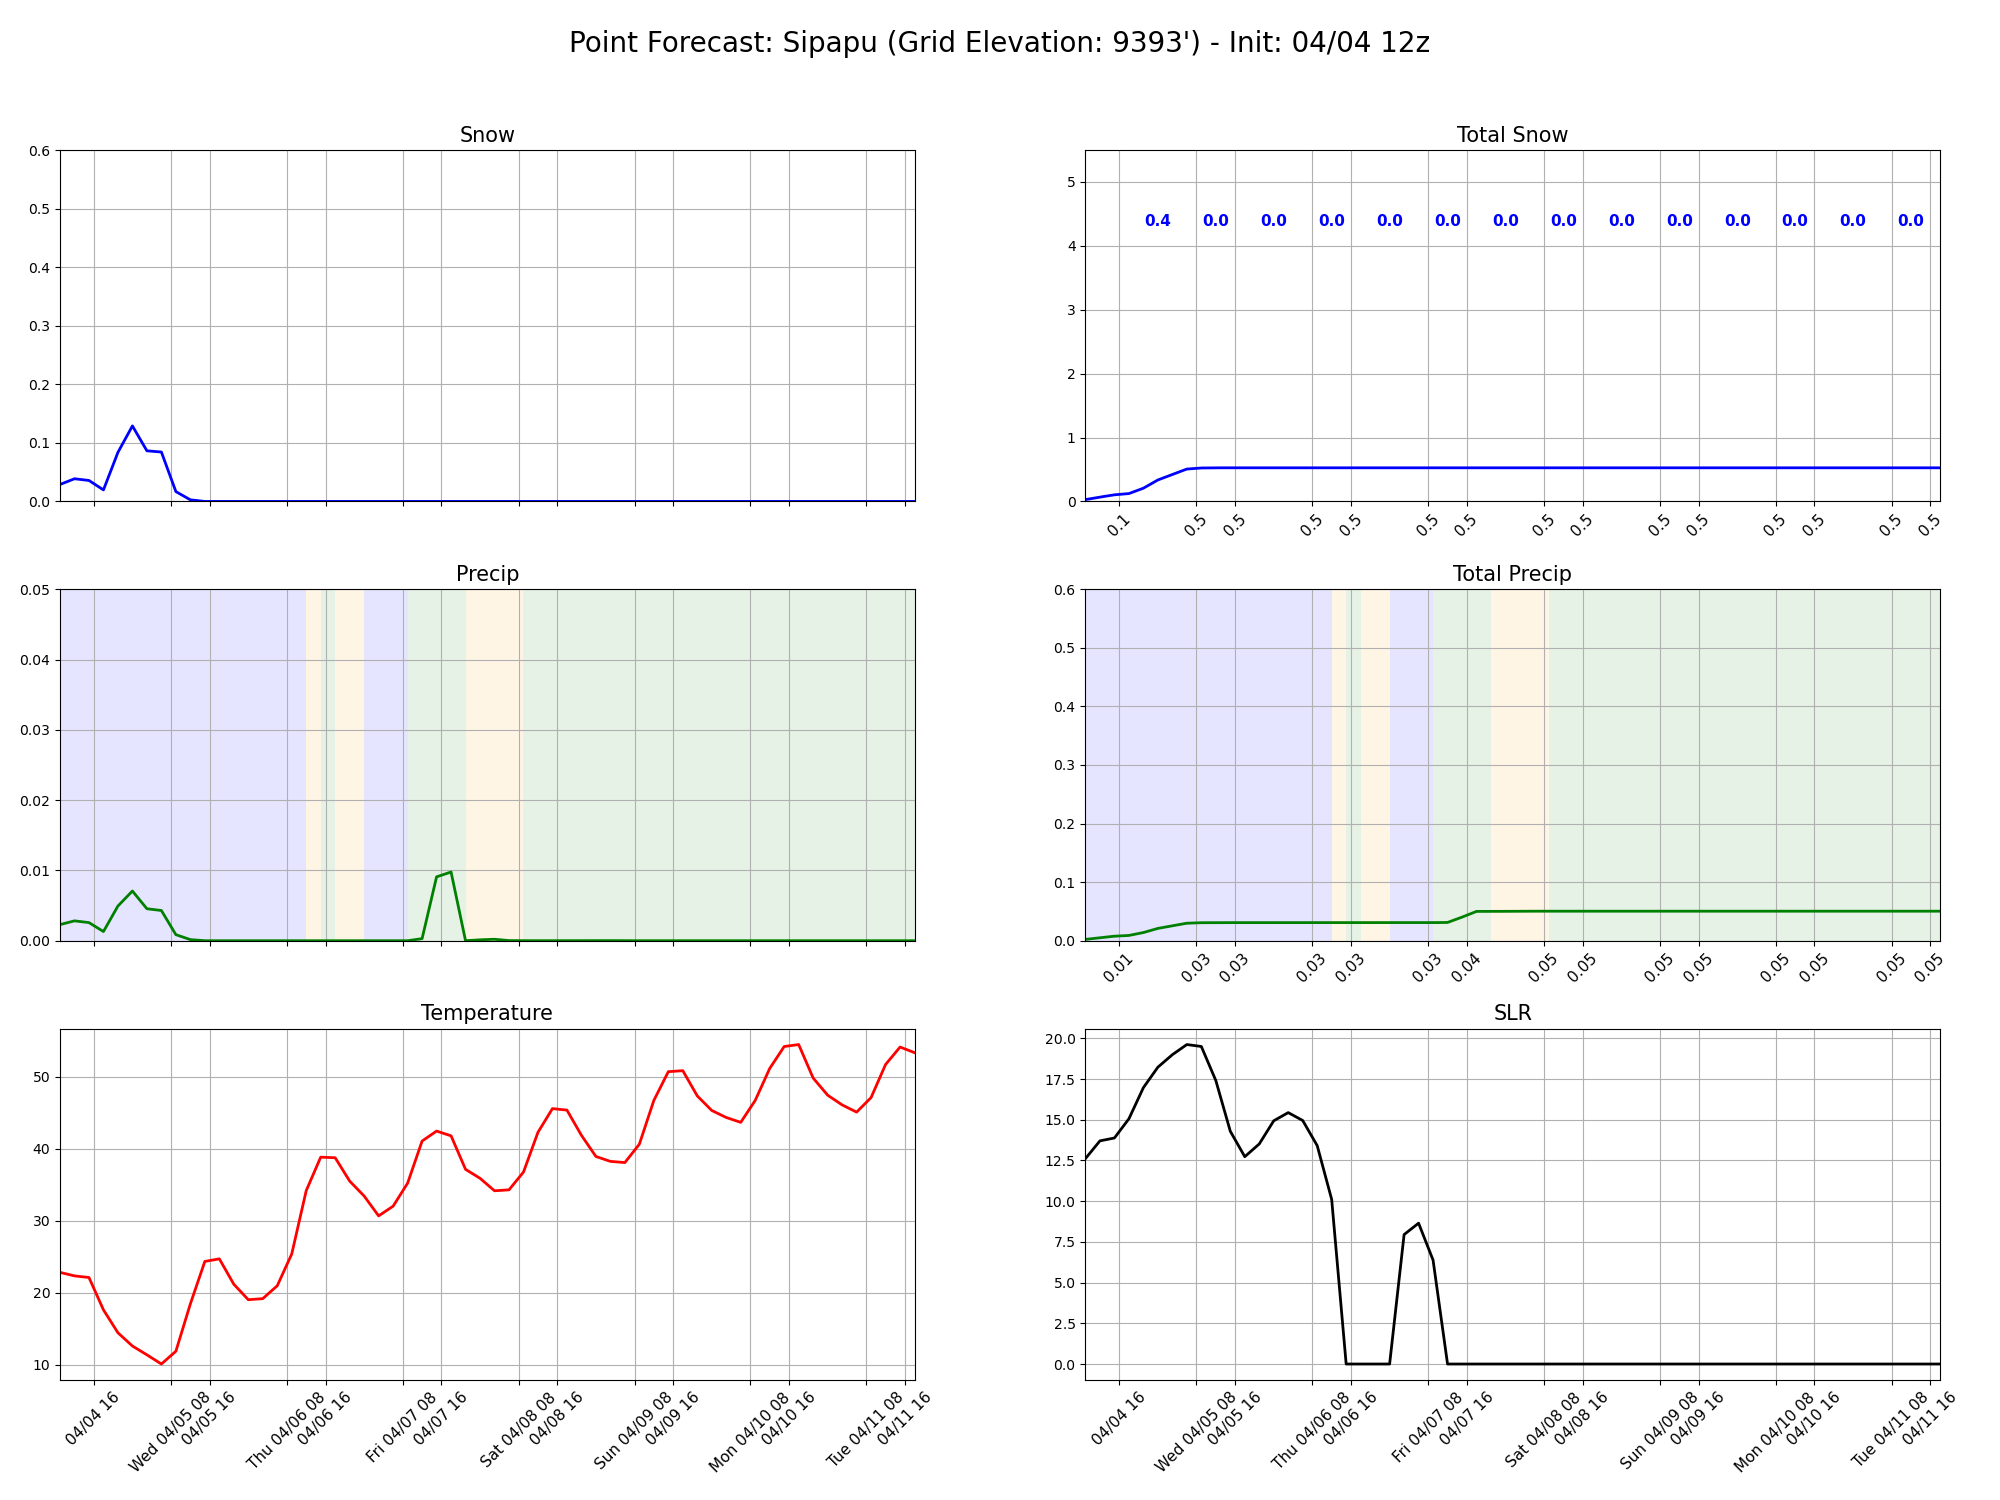 Point Forecast: Sipapu (Grid Elevation: 9393') - Init: 04/04 12z
Snow
0.6
0.5
0.4
0.3
0.2
0.1
0.0
Total Snow
5
4
3
2
1
0
0.4 0.0 0.0 0.0 0.0 0.0 0.0 0.0 0.0 0.0 0.0 0.0 0.0 0.0
0.1 0.5 0.5 0.5 0.5 0.5 0.5 0.5 0.5 0.5 0.5 0.5 0.5 0.5 0.5
Precip
0.05
0.04
0.03
0.02
0.01
0.00
Total Precip
0.6
0.5
0.4
0.3
0.2
0.1
0.0
0.01 0.03 0.03 0.03 0.03 0.03 0.04 0.05 0.05 0.05 0.05 0.05 0.05 0.05 0.05
Temperature
50
40
30
20
10
04/04 16
Wed 04/05 08
04/05 16
Thu 04/06 08
04/06 16
Fri 04/07 08
04/07 16
Sat 04/08 08
04/08 16
Sun 04/09 08
04/09 16
Mon 04/10 08
04/10 16
Tue 04/11 08
04/11 16
SLR
20.0
17.5
15.0
12.5
10.0
7.5
5.0
2.5
0.0
04/04 16
Wed 04/05 08
04/05 16
Thu 04/06 08
04/06 16
Fri 04/07 08
04/07 16
Sat 04/08 08
04/08 16
Sun 04/09 08
04/09 16
Mon 04/10 08
04/10 16
Tue 04/11 08
04/11 16